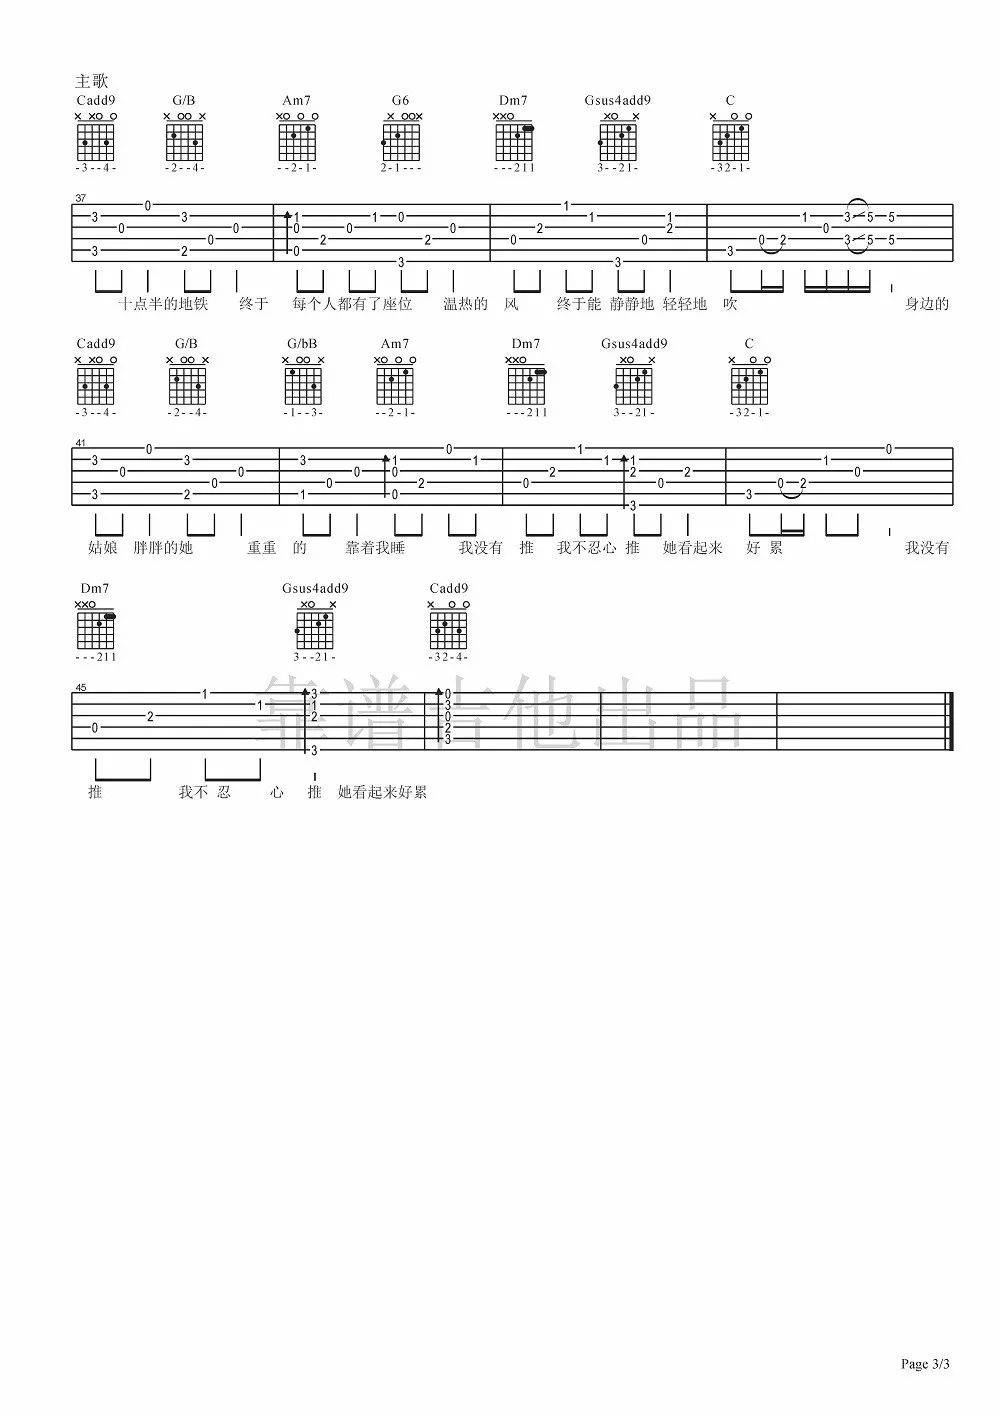 主歌
Cadd9 G/B Am7 G6 Dm7 Gsus4add9 C
-3--4- -2--4- --2-1- 2-1--- ---211 3--21- -32-1-
37
十点半的地铁 终于 每个人都有了座位 温热的 风 终于能 静静地 轻轻地 吹 身边的
Cadd9 G/B G/bB Am7 Dm7 Gsus4add9 C
-3--4- -2--4- -1--3- --2-1- ---211 3--21- -32-1-
41
姑娘 胖胖的她 重重 的 靠着我睡 我没有 推 我不忍心 推 她看起来 好 累 我没有
Dm7 Gsus4add9 Cadd9
---211 3--21- -32-4-
45
靠谱吉他出品
推 我不 忍 心 推 她看起来好累
Page 3/3